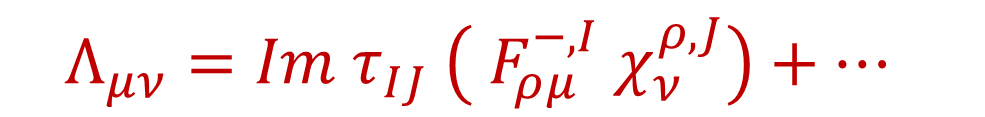 Λ_{μν} = Im τ_{IJ} ( F^{-,I}_{ρμ} χ^{ρ,J}_{ν} ) + ⋯